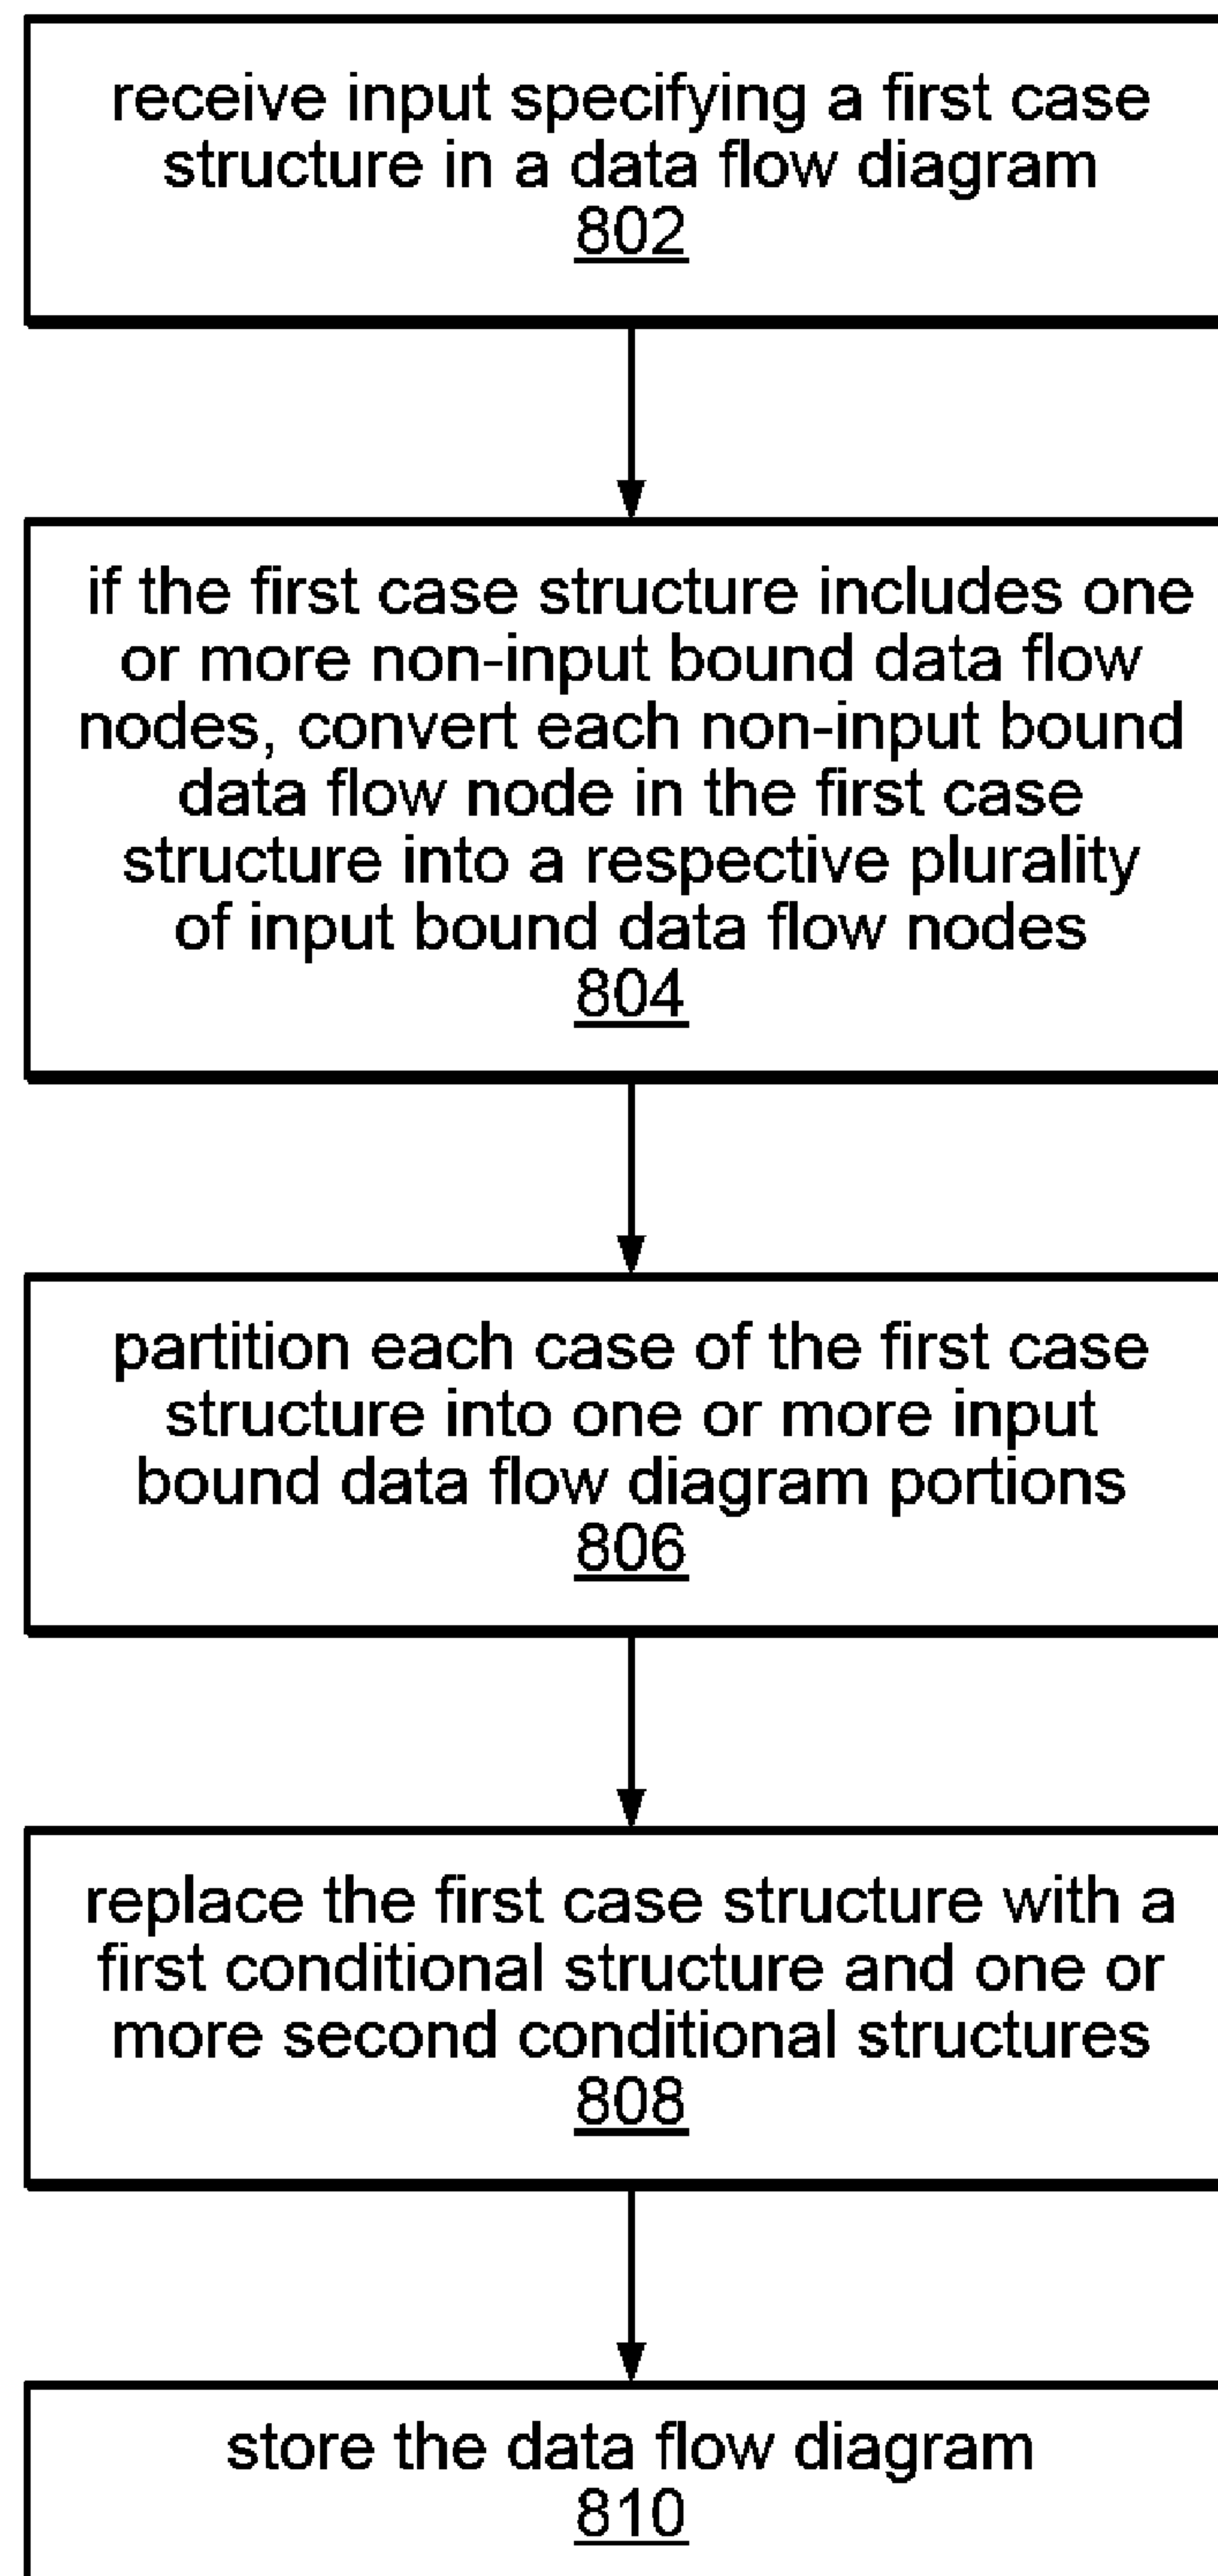 receive input specifying a first case
structure in a data flow diagram
802
if the first case structure includes one
or more non-input bound data flow
nodes, convert each non-input bound
data flow node in the first case
structure into a respective plurality
of input bound data flow nodes
804
partition each case of the first case
structure into one or more input
bound data flow diagram portions
806
replace the first case structure with a
first conditional structure and one or
more second conditional structures
808
store the data flow diagram
810